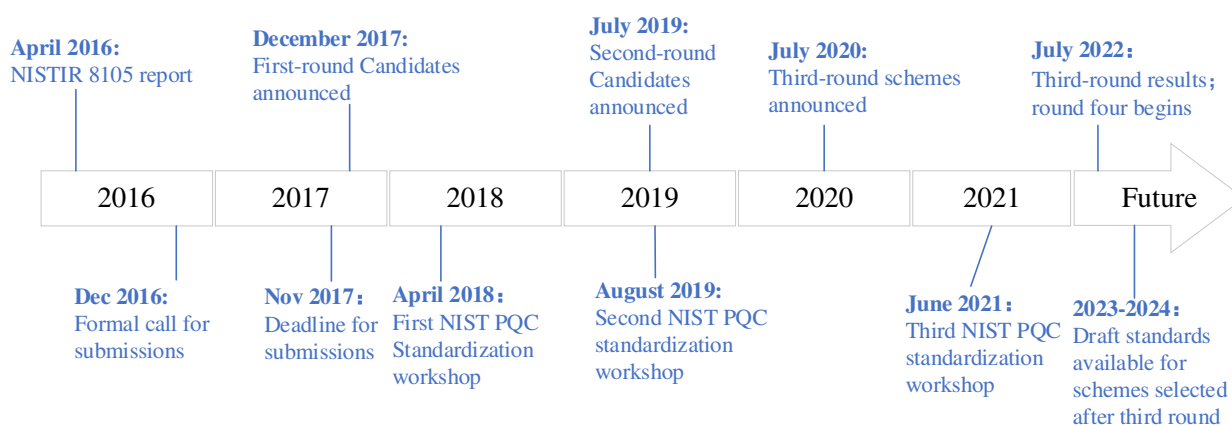 April 2016:
NISTIR 8105 report
December 2017:
First-round Candidates
announced
July 2019:
Second-round
Candidates
announced
July 2020:
Third-round schemes
announced
July 2022：
Third-round results；
round four begins
2016
2017
2018
2019
2020
2021
Future
Dec 2016:
Formal call for
submissions
Nov 2017：
Deadline for
submissions
April 2018：
First NIST PQC
Standardization
workshop
August 2019:
Second NIST PQC
standardization
workshop
June 2021：
Third NIST PQC
standardization
workshop
2023-2024：
Draft standards
available for
schemes selected
after third round